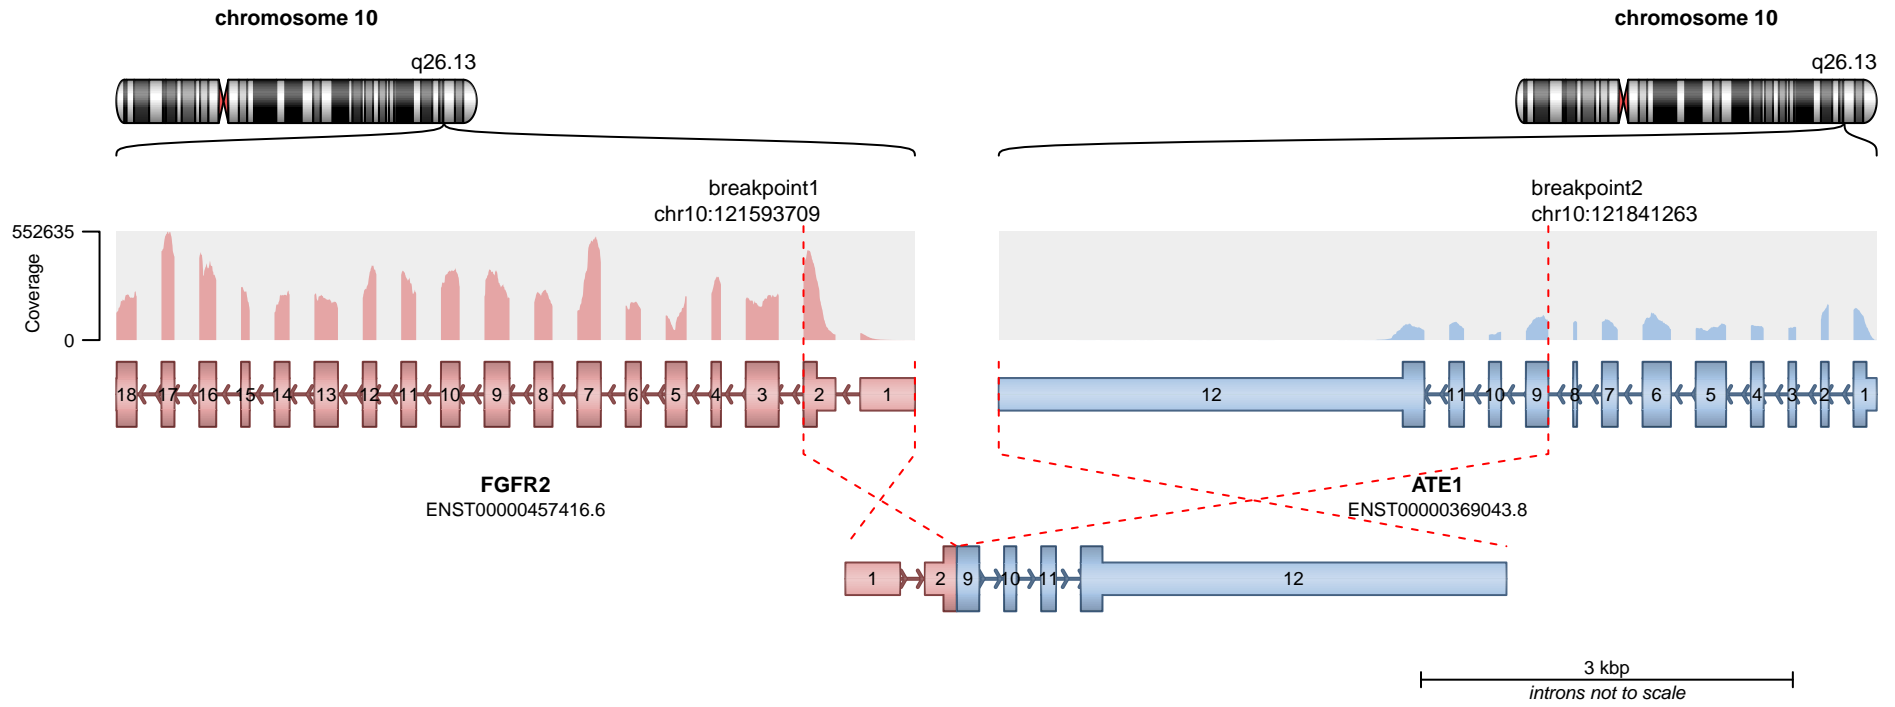 chromosome 10
chromosome 10
q26.13
q26.13
breakpoint1
chr10:121593709
breakpoint2
chr10:121841263
552635
Coverage
0
18 17 16 15 14 13 12 11 10 9 8 7 6 5 4 3 2 1
12 11 10 9 8 7 6 5 4 3 2 1
FGFR2
ENST00000457416.6
ATE1
ENST00000369043.8
1 2 9 10 11 12
3 kbp
introns not to scale